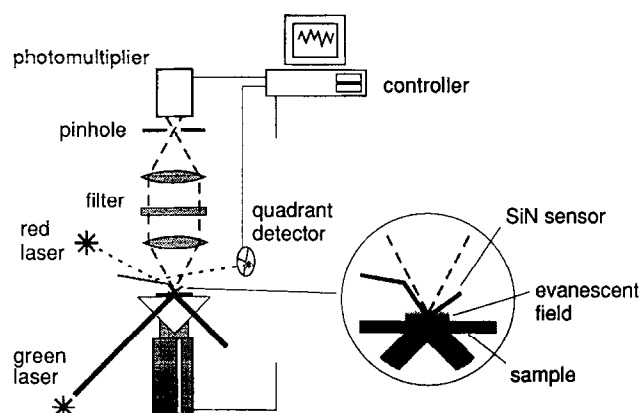 photomultiplier
controller
pinhole
filter
quadrant
detector
red
laser
SiN sensor
evanescent
field
sample
green
laser